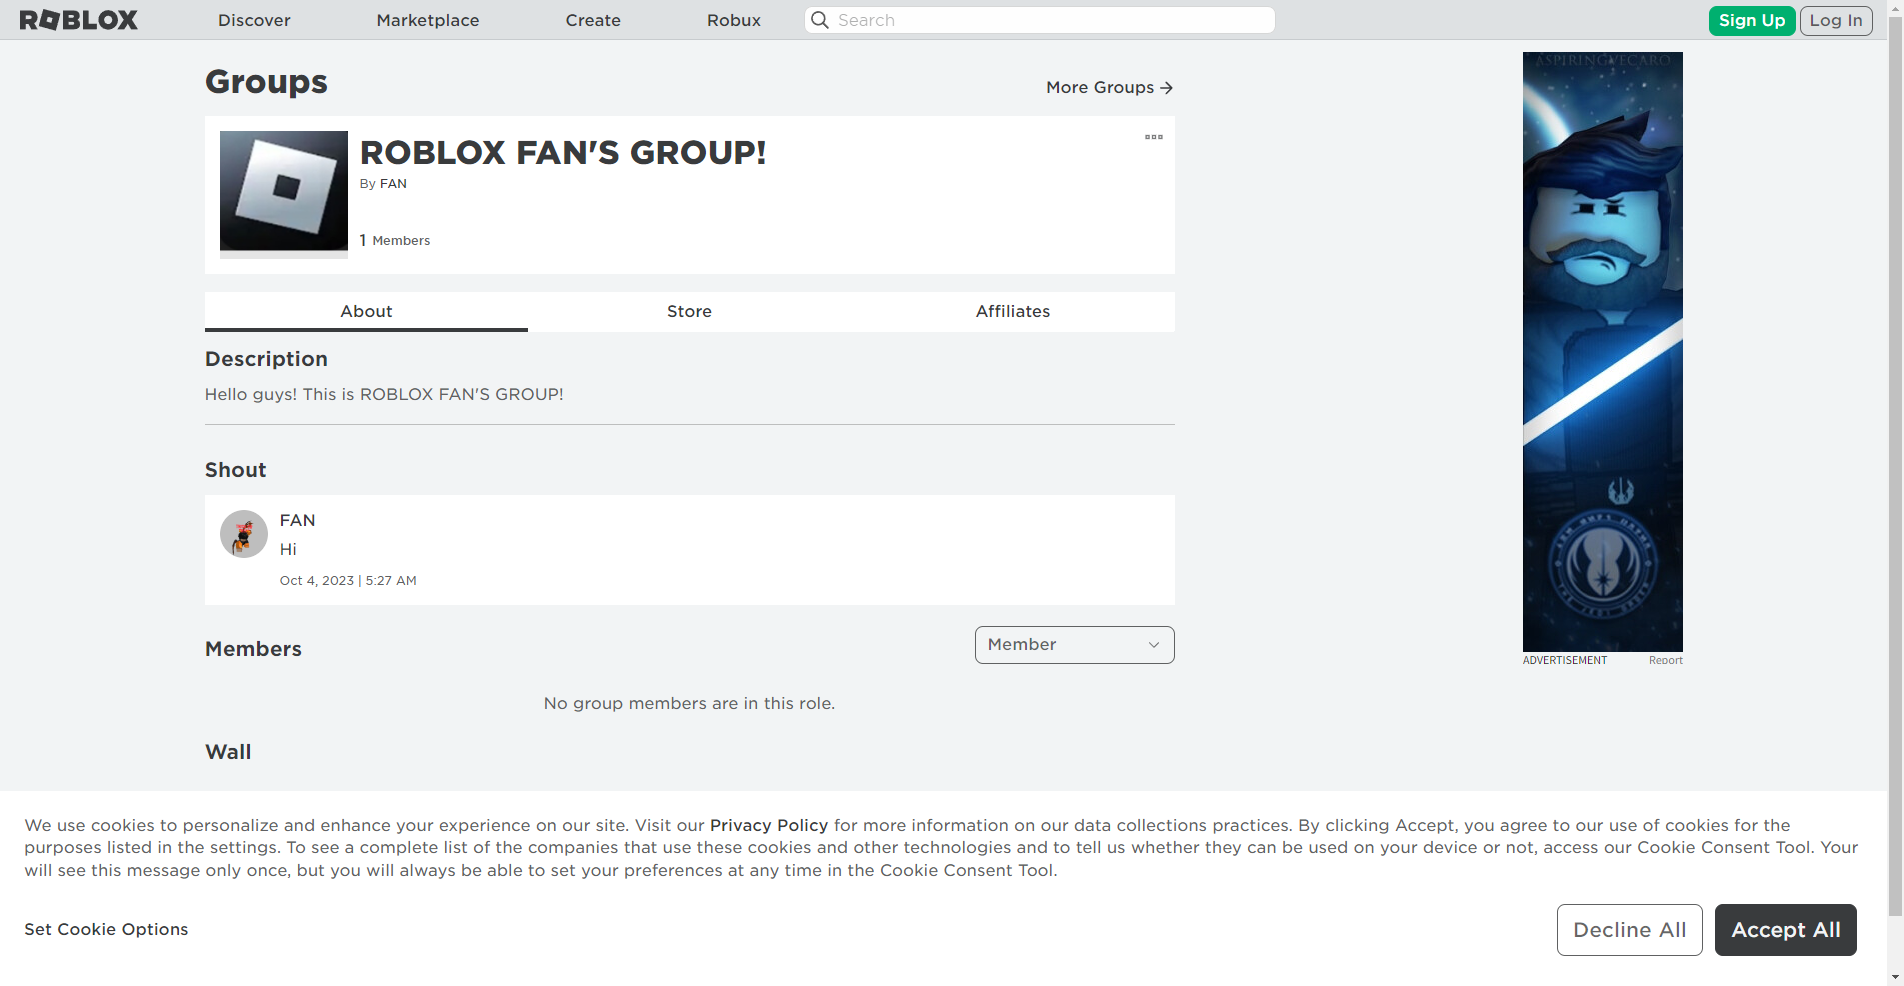 ROBLOX Discover Marketplace Create Robux Search Sign Up Log In
Groups More Groups
ROBLOX FAN'S GROUP!
By FAN
1 Members
About Store Affiliates
Description
Hello guys! This is ROBLOX FAN'S GROUP!
Shout
FAN
Hi
Oct 4, 2023 | 5:27 AM
Members Member
No group members are in this role.
Wall
ASPIRINGVECARO
ADVERTISEMENT Report
We use cookies to personalize and enhance your experience on our site. Visit our Privacy Policy for more information on our data collections practices. By clicking Accept, you agree to our use of cookies for the
purposes listed in the settings. To see a complete list of the companies that use these cookies and other technologies and to tell us whether they can be used on your device or not, access our Cookie Consent Tool. Your
will see this message only once, but you will always be able to set your preferences at any time in the Cookie Consent Tool.
Set Cookie Options Decline All Accept All